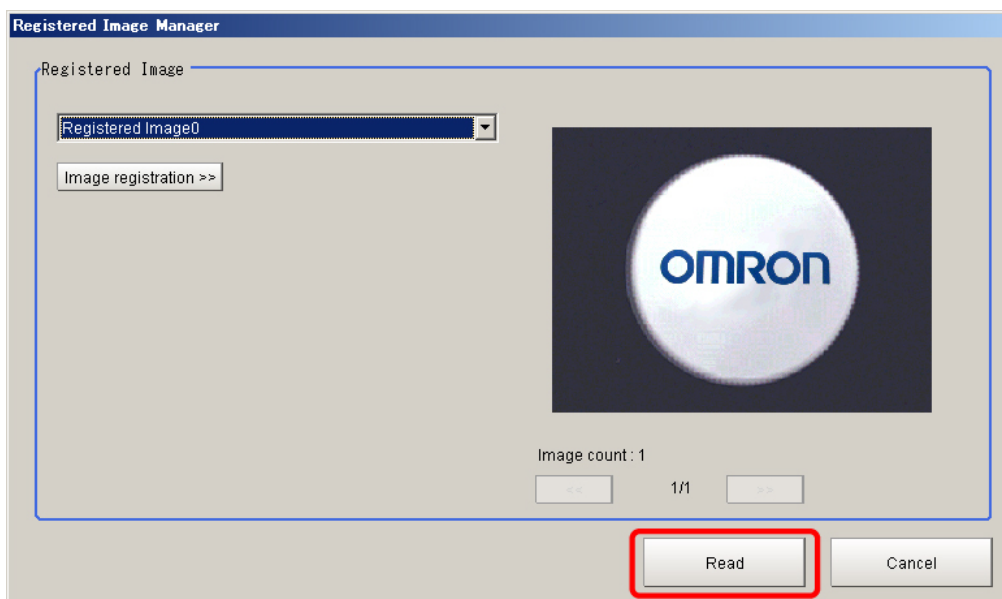 Registered Image Manager
Registered Image
Registered Image0
Image registration >>
OMRON
Image count : 1
<< 1/1 >>
Read Cancel